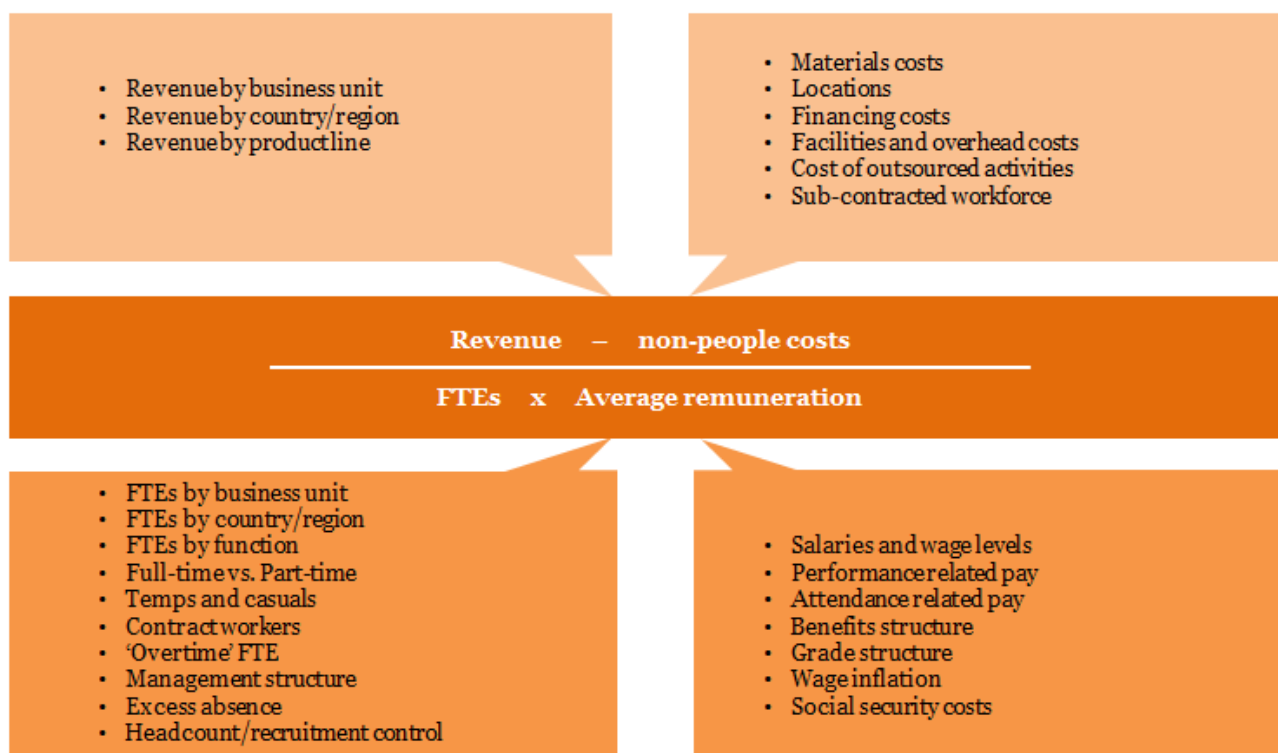 • Revenue by business unit
• Revenue by country/region
• Revenue by product line
• Materials costs
• Locations
• Financing costs
• Facilities and overhead costs
• Cost of outsourced activities
• Sub-contracted workforce
Revenue – non-people costs
FTEs x Average remuneration
• FTEs by business unit
• FTEs by country/region
• FTEs by function
• Full-time vs. Part-time
• Temps and casuals
• Contract workers
• ‘Overtime’ FTE
• Management structure
• Excess absence
• Headcount/recruitment control
• Salaries and wage levels
• Performance related pay
• Attendance related pay
• Benefits structure
• Grade structure
• Wage inflation
• Social security costs